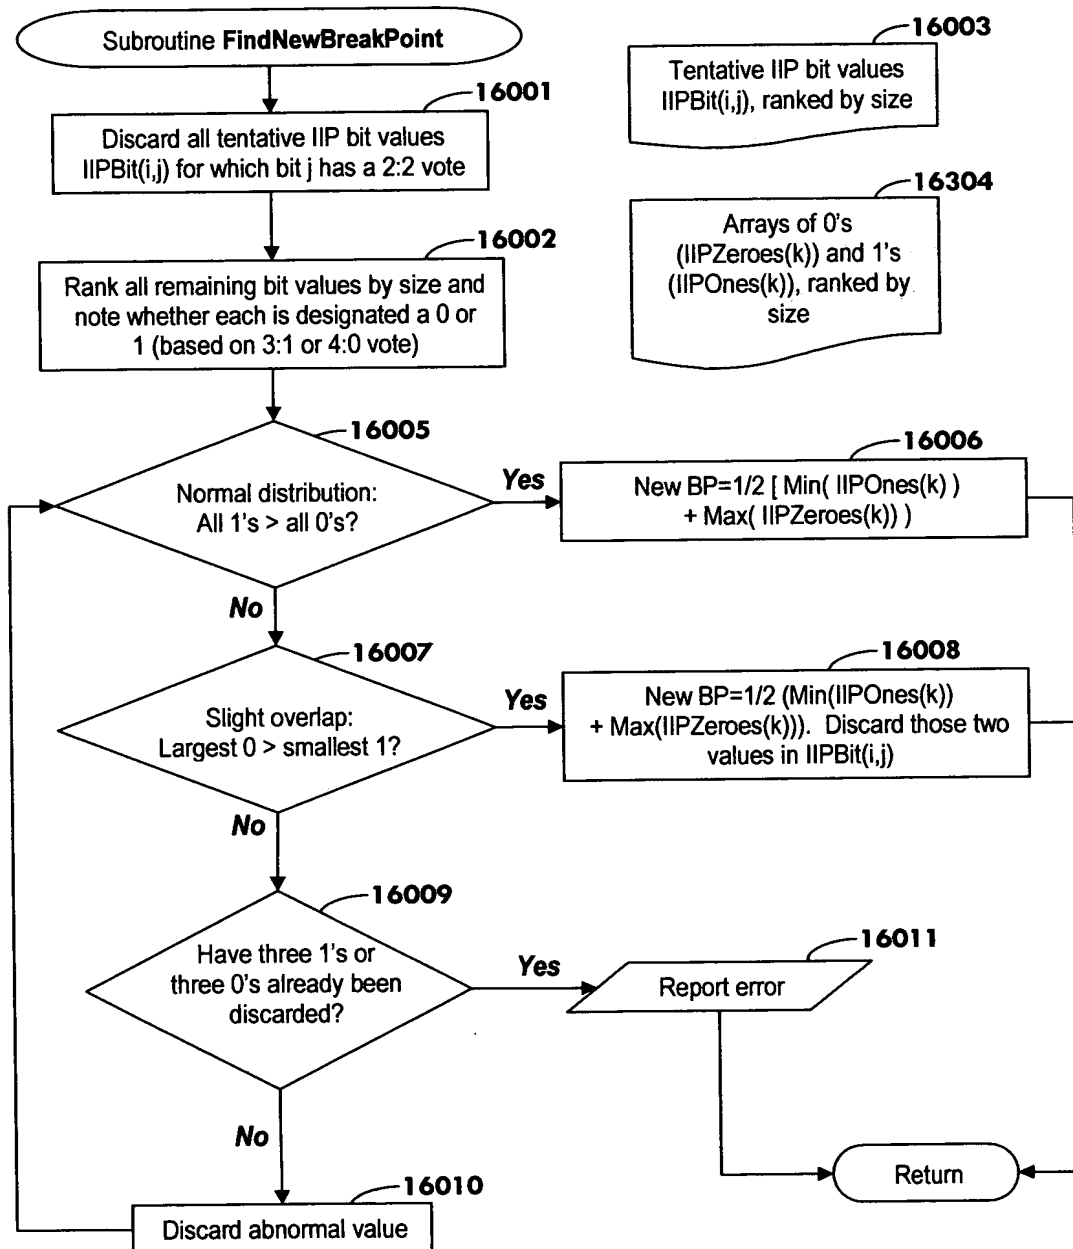 Subroutine FindNewBreakPoint
16003
Tentative IIP bit values
IIPBit(i,j), ranked by size
16001
Discard all tentative IIP bit values
IIPBit(i,j) for which bit j has a 2:2 vote
16304
Arrays of 0's
(IIPZeroes(k)) and 1's
(IIPOnes(k)), ranked by
size
16002
Rank all remaining bit values by size and
note whether each is designated a 0 or
1 (based on 3:1 or 4:0 vote)
16005
Normal distribution:
All 1's > all 0's?
Yes
16006
New BP=1/2 [ Min( IIPOnes(k) )
+ Max( IIPZeroes(k)) )
No
16007
Slight overlap:
Largest 0 > smallest 1?
Yes
16008
New BP=1/2 (Min(IIPOnes(k))
+ Max(IIPZeroes(k))). Discard those two
values in IIPBit(i,j)
No
16009
Have three 1's or
three 0's already been
discarded?
Yes
16011
Report error
No
16010
Discard abnormal value
Return